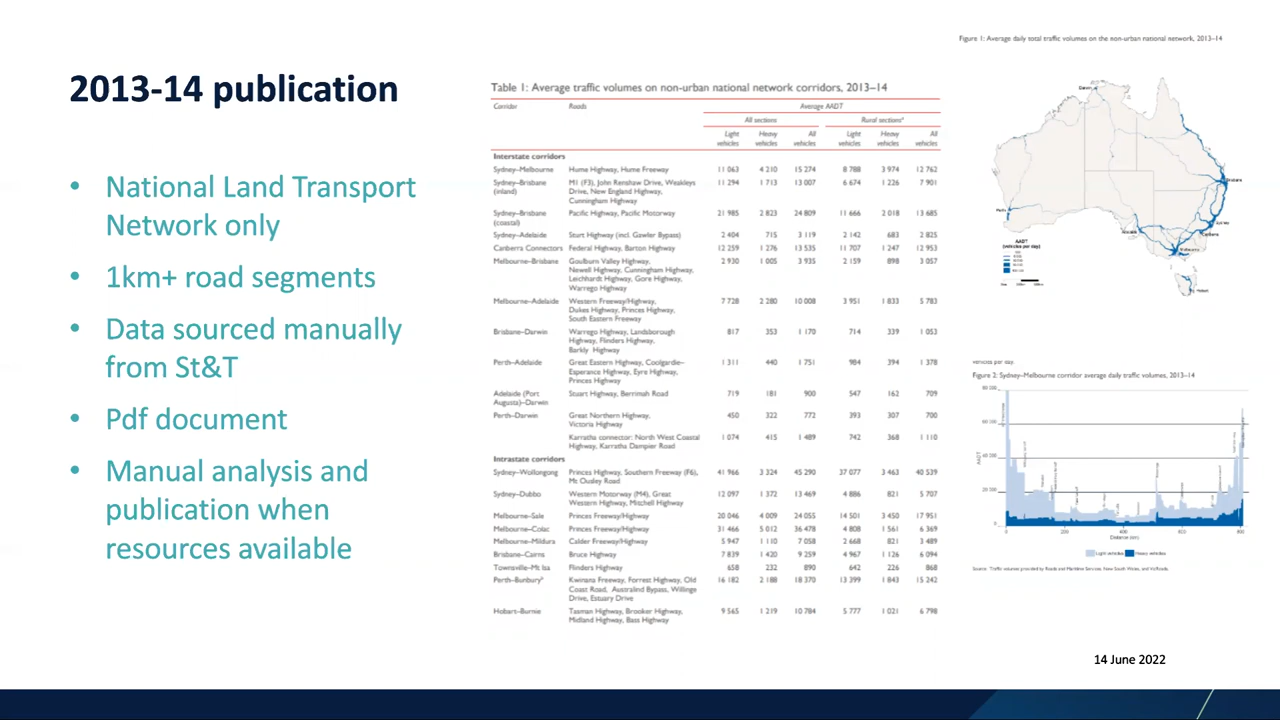 2013-14 publication
• National Land Transport
Network only
• 1km+ road segments
• Data sourced manually
from St&T
• Pdf document
• Manual analysis and
publication when
resources available
Table 1: Average traffic volumes on non-urban national network corridors, 2013–14
Corridor Roads Average AADT
All sections Rural sectionsᵃ
Light Heavy All Light Heavy All
vehicles vehicles vehicles vehicles vehicles vehicles
Interstate corridors
Sydney–Melbourne Hume Highway, Hume Freeway 11 063 4 210 15 274 8 788 3 974 12 762
Sydney–Brisbane M1 (F3), John Renshaw Drive, Weakleys 11 294 1 713 13 007 6 674 1 226 7 901
(inland) Drive, New England Highway,
Cunningham Highway
Sydney–Brisbane Pacific Highway, Pacific Motorway 21 985 2 823 24 809 11 666 2 018 13 685
(coastal)
Sydney–Adelaide Sturt Highway (incl. Gawler Bypass) 2 404 715 3 119 2 142 683 2 825
Canberra Connectors Federal Highway, Barton Highway 12 259 1 276 13 535 11 707 1 247 12 953
Melbourne–Brisbane Goulburn Valley Highway, 2 930 1 005 3 935 2 159 898 3 057
Newell Highway, Cunningham Highway,
Leichhardt Highway, Gore Highway,
Warrego Highway
Melbourne–Adelaide Western Freeway/Highway, 7 728 2 280 10 008 3 951 1 833 5 783
Dukes Highway, Princes Highway,
South Eastern Freeway
Brisbane–Darwin Warrego Highway, Landsborough 817 353 1 170 714 339 1 053
Highway, Flinders Highway,
Barkly Highway
Perth–Adelaide Great Eastern Highway, Coolgardie– 1 311 440 1 751 984 394 1 378
Esperance Highway, Eyre Highway,
Princes Highway
Adelaide (Port Stuart Highway, Berrimah Road 719 181 900 547 162 709
Augusta)–Darwin
Perth–Darwin Great Northern Highway, 450 322 772 393 307 700
Victoria Highway
Karratha connector: North West Coastal 1 074 415 1 489 742 368 1 110
Highway, Karratha Dampier Road
Intrastate corridors
Sydney–Wollongong Princes Highway, Southern Freeway (F6), 41 966 3 324 45 290 37 077 3 463 40 539
Mt Ousley Road
Sydney–Dubbo Western Motorway (M4), Great 12 097 1 372 13 469 4 886 821 5 707
Western Highway, Mitchell Highway
Melbourne–Sale Princes Freeway/Highway 20 046 4 009 24 055 14 501 3 450 17 951
Melbourne–Colac Princes Freeway/Highway 31 466 5 012 36 478 4 808 1 561 6 369
Melbourne–Mildura Calder Freeway/Highway 5 947 1 110 7 058 2 668 821 3 489
Brisbane–Cairns Bruce Highway 7 839 1 420 9 259 4 967 1 126 6 094
Townsville–Mt Isa Flinders Highway 658 232 890 642 226 868
Perth–Bunburyᵇ Kwinana Freeway, Forrest Highway, Old 16 182 2 188 18 370 13 399 1 843 15 242
Coast Road, Australind Bypass, Willinge
Drive, Estuary Drive
Hobart–Burnie Tasman Highway, Brooker Highway, 9 565 1 219 10 784 5 777 1 021 6 798
Midland Highway, Bass Highway
Figure 1: Average daily total traffic volumes on the non-urban national network, 2013–14
Darwin
Brisbane
Perth
Sydney
Adelaide
Canberra
Melbourne
Hobart
AADT
(vehicles per day)
vehicles per day.
Figure 2: Sydney–Melbourne corridor average daily traffic volumes, 2013–14
80 000
60 000
40 000
20 000
0
AADT
0 200 400 600 800
Distance (km)
Light vehicles Heavy vehicles
Source: Traffic volumes provided by Roads and Maritime Services, New South Wales, and VicRoads.
14 June 2022